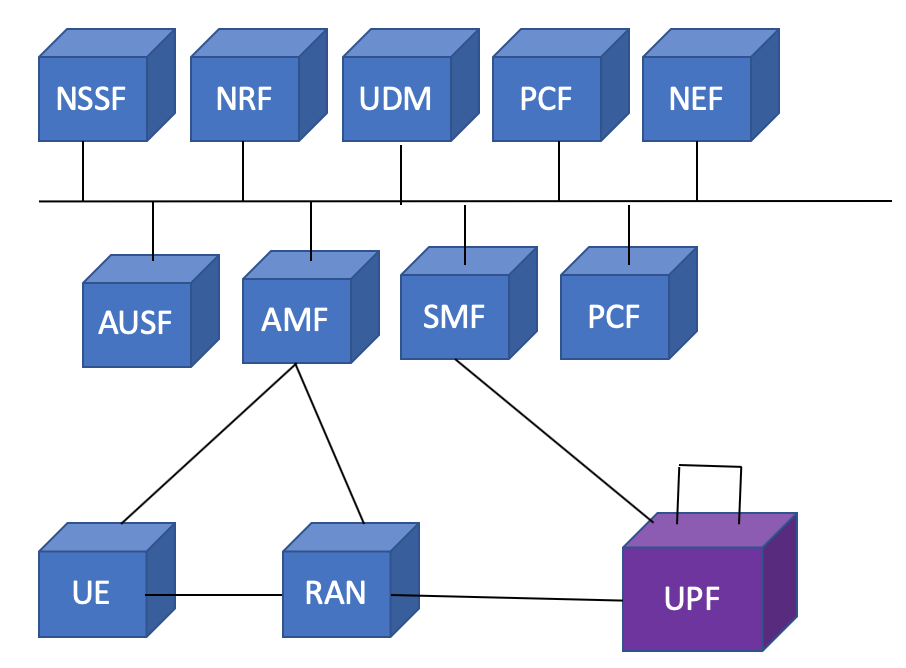 NSSF
NRF
UDM
PCF
NEF
AUSF
AMF
SMF
PCF
UE
RAN
UPF